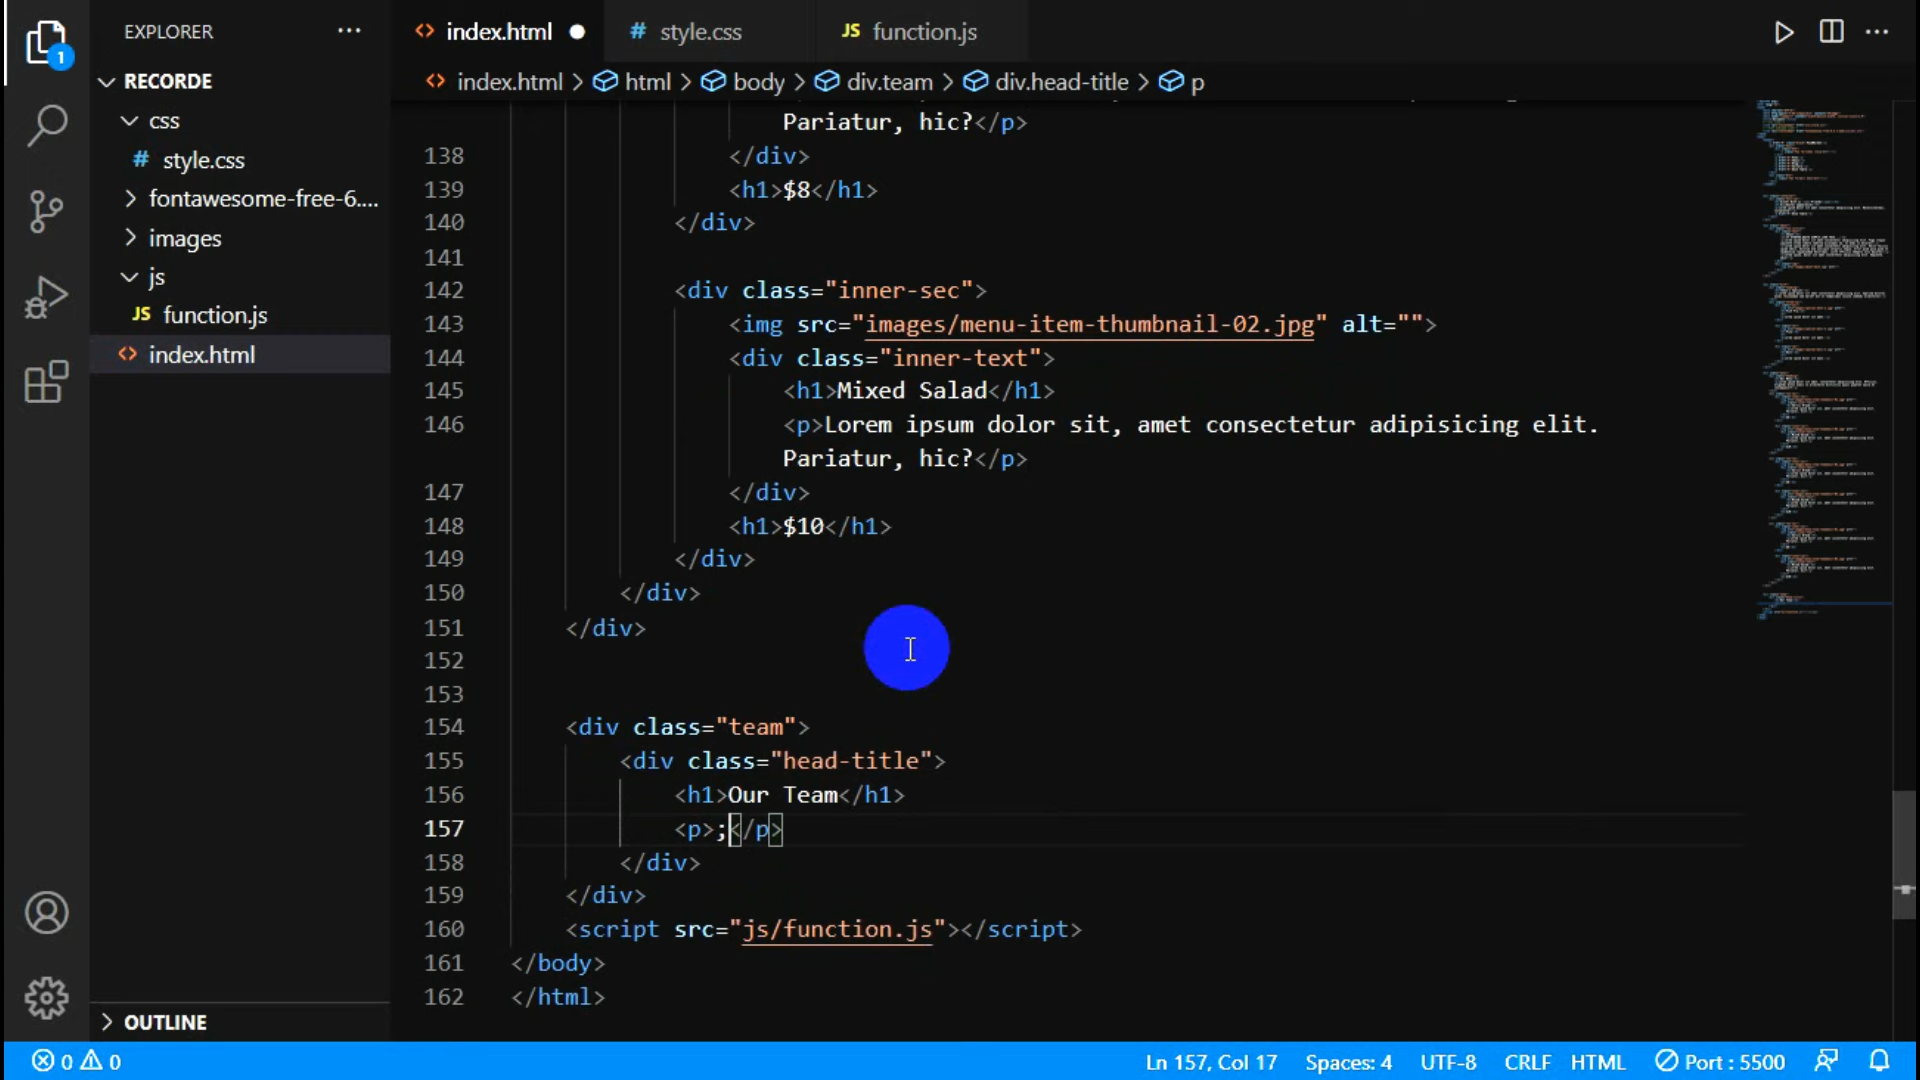 EXPLORER ...
index.html
# style.css
JS function.js
1
RECORDE
index.html > html > body > div.team > div.head-title > p
css
# style.css
fontawesome-free-6....
images
js
JS function.js
index.html
OUTLINE
Pariatur, hic?</p>
138 </div>
139 <h1>$8</h1>
140 </div>
141
142 <div class="inner-sec">
143 <img src="images/menu-item-thumbnail-02.jpg" alt="">
144 <div class="inner-text">
145 <h1>Mixed Salad</h1>
146 <p>Lorem ipsum dolor sit, amet consectetur adipisicing elit.
Pariatur, hic?</p>
147 </div>
148 <h1>$10</h1>
149 </div>
150 </div>
151 </div>
152
153
154 <div class="team">
155 <div class="head-title">
156 <h1>Our Team</h1>
157 <p>;</p>
158 </div>
159 </div>
160 <script src="js/function.js"></script>
161 </body>
162 </html>
0 0 Ln 157, Col 17 Spaces: 4 UTF-8 CRLF HTML Port : 5500